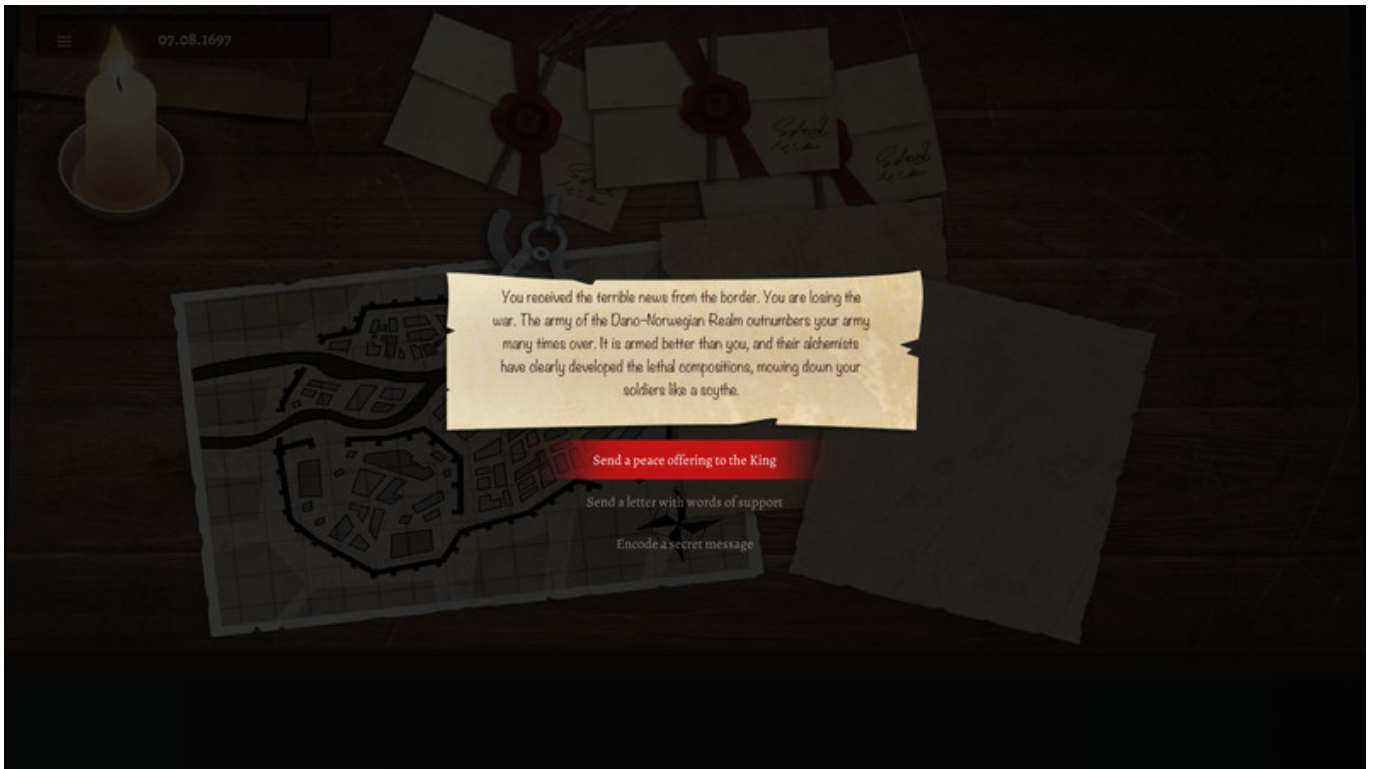 07.08.1697
You received the terrible news from the border. You are losing the
war. The army of the Dano-Norwegian Realm outnumbers your army
many times over. It is armed better than you, and their alchemists
have clearly developed the lethal compositions, mowing down your
soldiers like a scythe.
Send a peace offering to the King
Send a letter with words of support
Encode a secret message